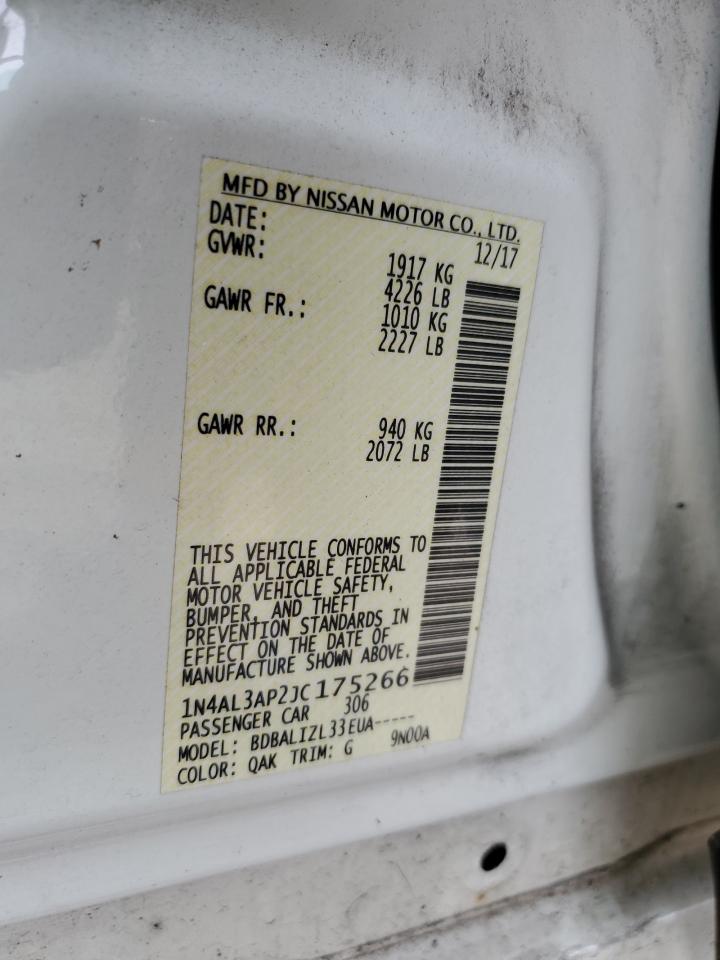 MFD BY NISSAN MOTOR CO., LTD.
DATE: 12/17
GVWR: 1917 KG
4226 LB
GAWR FR.: 1010 KG
2227 LB
GAWR RR.: 940 KG
2072 LB
THIS VEHICLE CONFORMS TO
ALL APPLICABLE FEDERAL
MOTOR VEHICLE SAFETY,
BUMPER, AND THEFT
PREVENTION STANDARDS IN
EFFECT ON THE DATE OF
MANUFACTURE SHOWN ABOVE.
1N4AL3AP2JC175266
PASSENGER CAR 306
MODEL: BDBALIZL33EUA-----
COLOR: QAK TRIM: G 9N00A